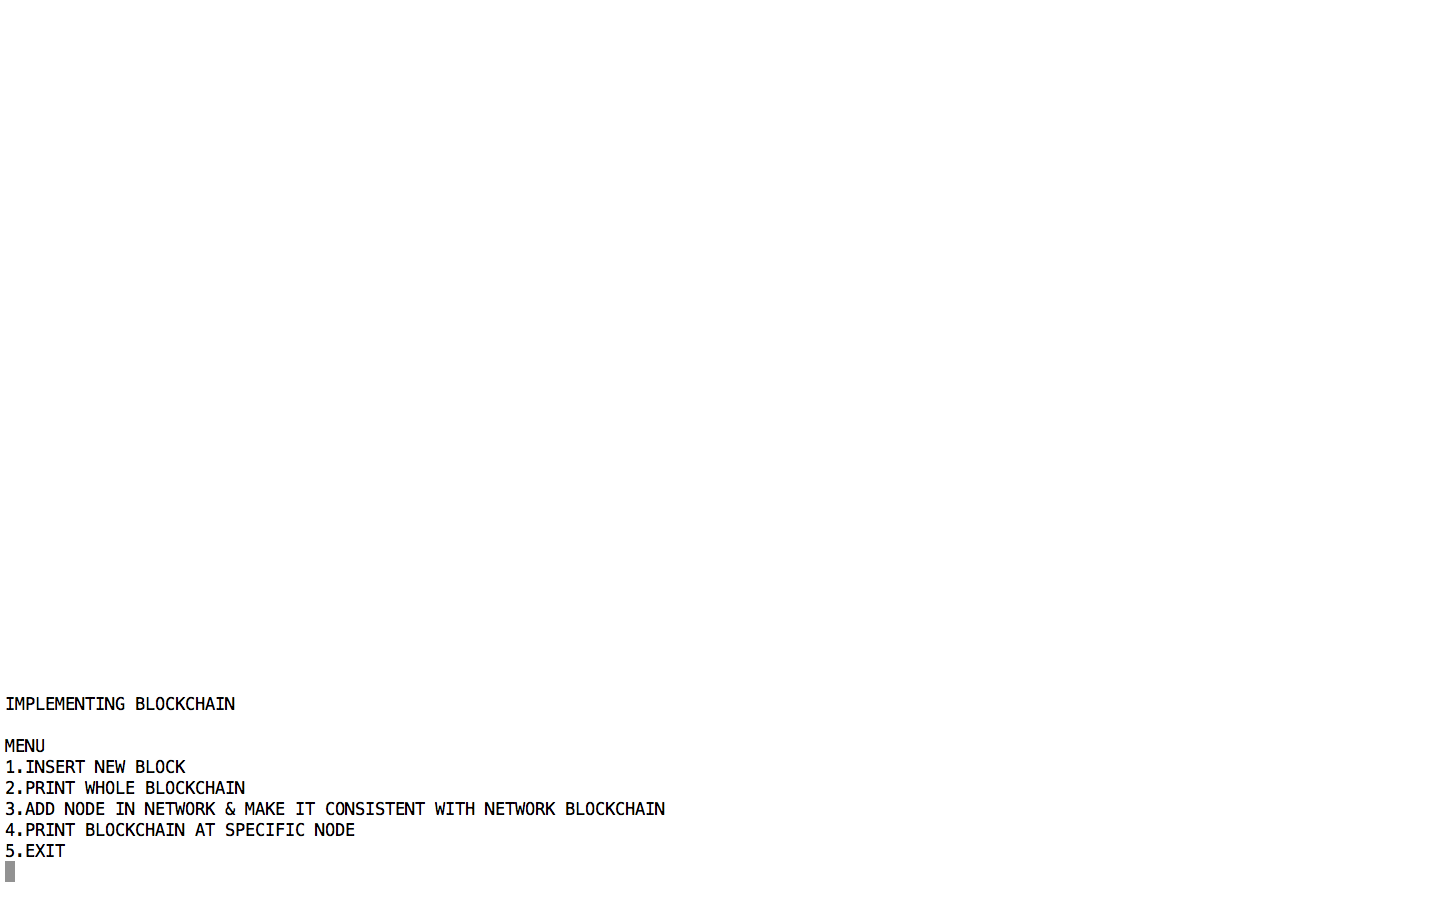 IMPLEMENTING BLOCKCHAIN
MENU
1.INSERT NEW BLOCK
2.PRINT WHOLE BLOCKCHAIN
3.ADD NODE IN NETWORK & MAKE IT CONSISTENT WITH NETWORK BLOCKCHAIN
4.PRINT BLOCKCHAIN AT SPECIFIC NODE
5.EXIT